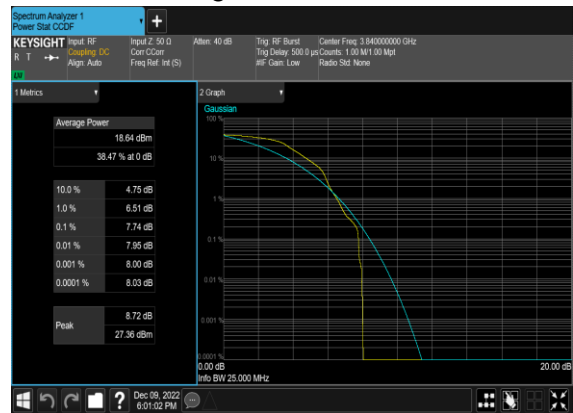 Spectrum Analyzer 1
Power Stat CCDF
KEYSIGHT
R T
LW
Input: RF
Coupling: DC
Align: Auto
Input Z: 50 Ω
Corr CCorr
Freq Ref: Int (S)
Atten: 40 dB
Trig: RF Burst
Trig Delay: 500.0 µs
#IF Gain: Low
Center Freq: 3.840000000 GHz
Counts: 1.00 M/1.00 Mpt
Radio Std: None
1 Metrics
Average Power
18.64 dBm
38.47 % at 0 dB
10.0 % 4.75 dB
1.0 % 6.51 dB
0.1 % 7.74 dB
0.01 % 7.95 dB
0.001 % 8.00 dB
0.0001 % 8.03 dB
Peak
8.72 dB
27.36 dBm
2 Graph
Gaussian
100 %
10 %
1 %
0.1 %
0.01 %
0.001 %
0.0001 %
0.00 dB 20.00 dB
Info BW 25.000 MHz
?
Dec 09, 2022
6:01:02 PM